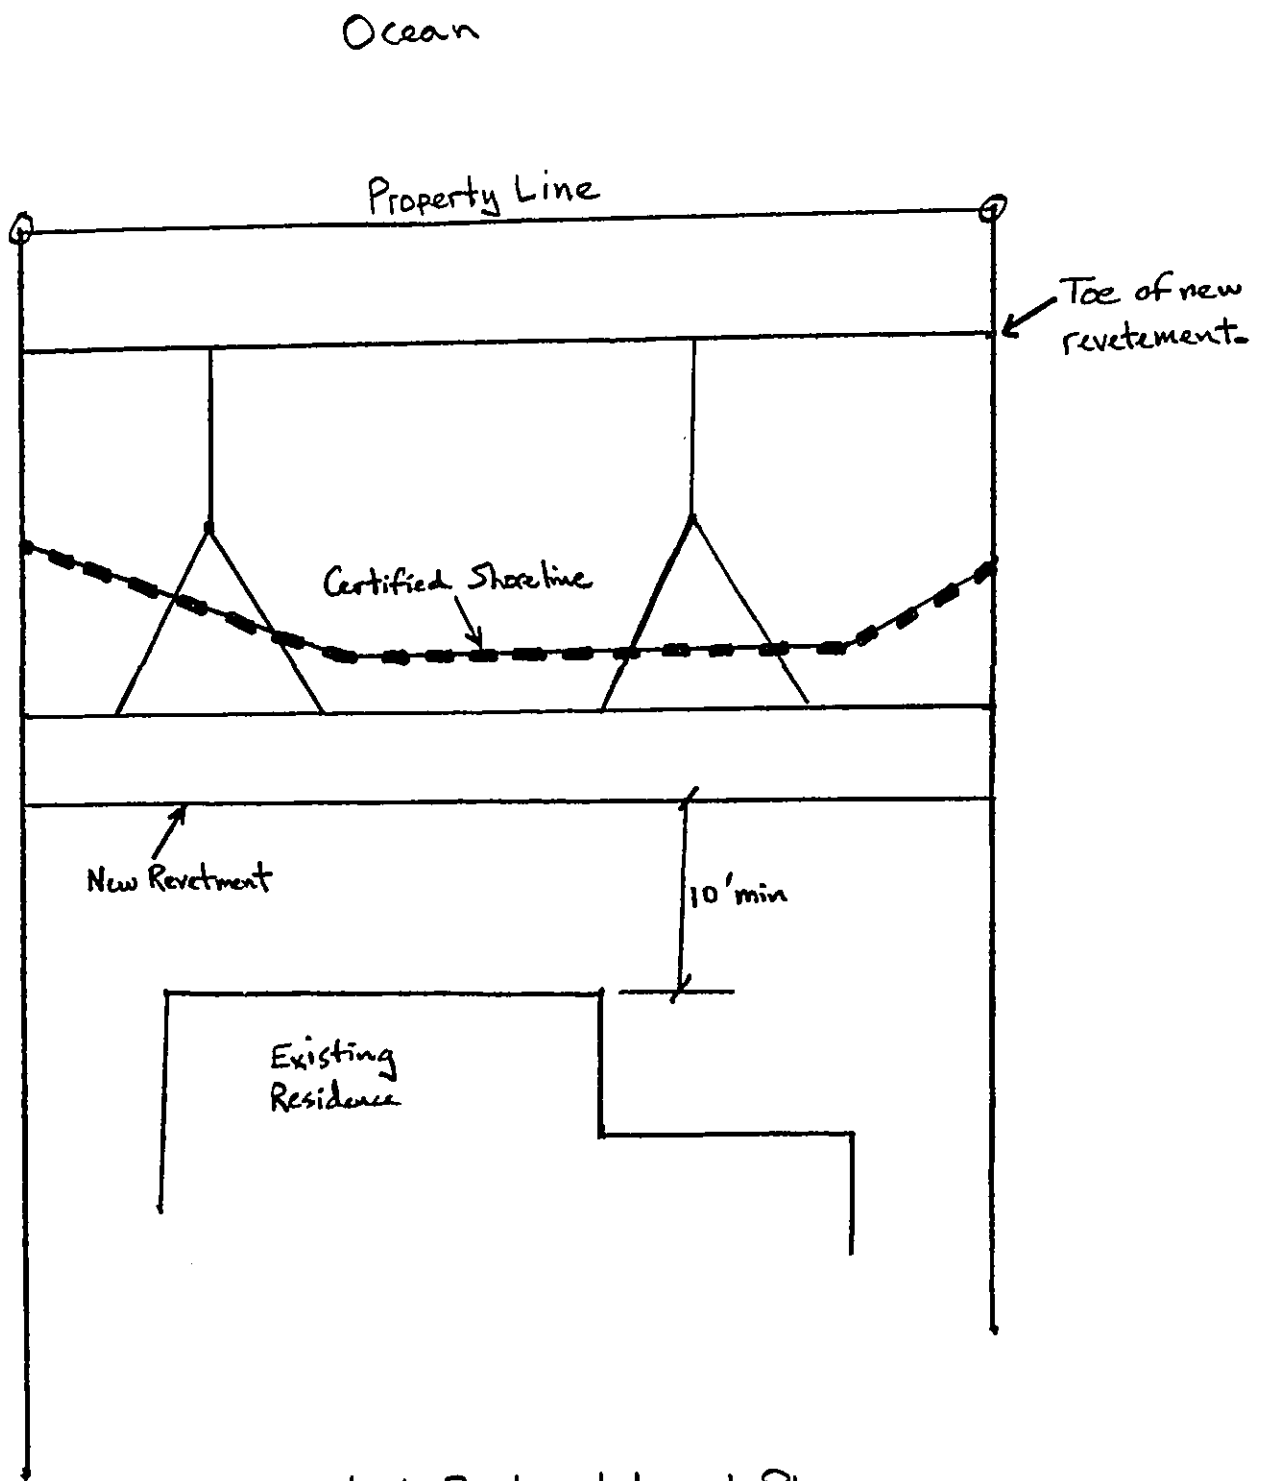 Ocean
Property Line
Toe of new
revetement.
Certified Shoreline
New Revetment
10' min
Existing
Residence